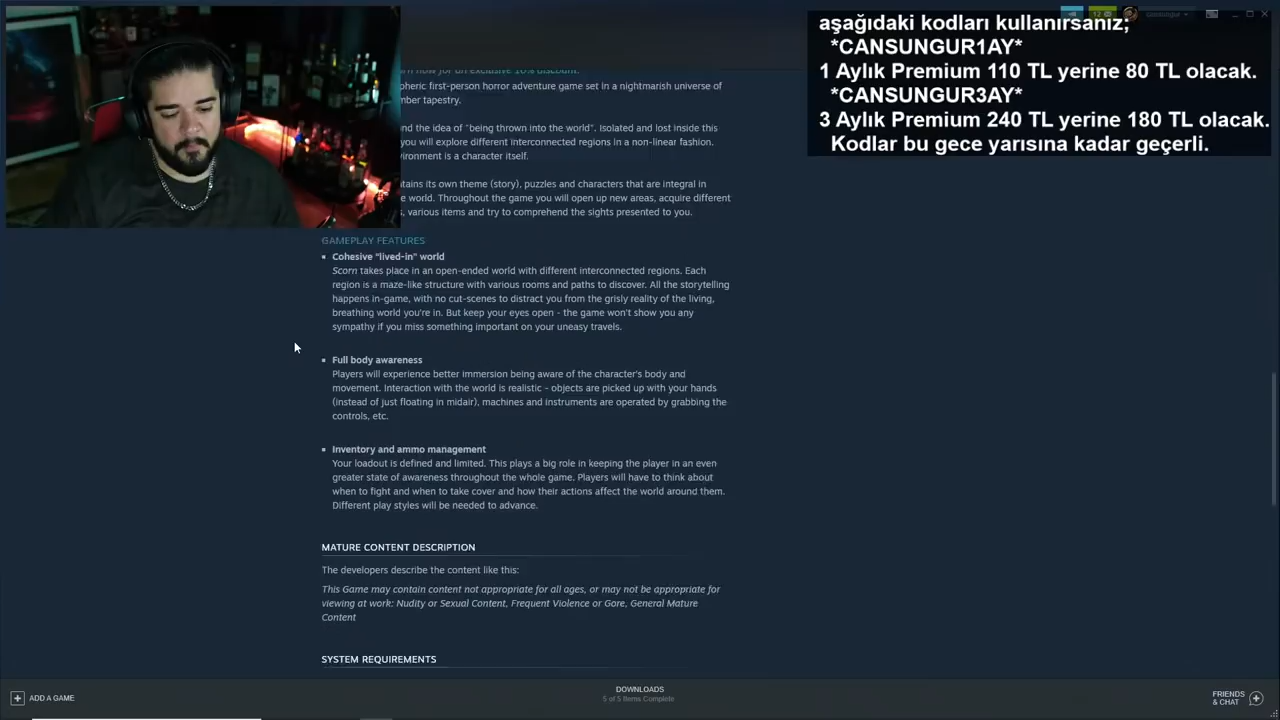 aşağıdaki kodları kullanırsanız;
*CANSUNGUR1AY*
1 Aylık Premium 110 TL yerine 80 TL olacak.
*CANSUNGUR3AY*
3 Aylık Premium 240 TL yerine 180 TL olacak.
Kodlar bu gece yarısına kadar geçerli.
12
now for an exclusive 10% discount.
pheric first-person horror adventure game set in a nightmarish universe of
mber tapestry.
and the idea of "being thrown into the world". Isolated and lost inside this
you will explore different interconnected regions in a non-linear fashion.
vironment is a character itself.
tains its own theme (story), puzzles and characters that are integral in
e world. Throughout the game you will open up new areas, acquire different
s, various items and try to comprehend the sights presented to you.
GAMEPLAY FEATURES
Cohesive "lived-in" world
Scorn takes place in an open-ended world with different interconnected regions. Each
region is a maze-like structure with various rooms and paths to discover. All the storytelling
happens in-game, with no cut-scenes to distract you from the grisly reality of the living,
breathing world you're in. But keep your eyes open - the game won't show you any
sympathy if you miss something important on your uneasy travels.
Full body awareness
Players will experience better immersion being aware of the character's body and
movement. Interaction with the world is realistic - objects are picked up with your hands
(instead of just floating in midair), machines and instruments are operated by grabbing the
controls, etc.
Inventory and ammo management
Your loadout is defined and limited. This plays a big role in keeping the player in an even
greater state of awareness throughout the whole game. Players will have to think about
when to fight and when to take cover and how their actions affect the world around them.
Different play styles will be needed to advance.
MATURE CONTENT DESCRIPTION
The developers describe the content like this:
This Game may contain content not appropriate for all ages, or may not be appropriate for
viewing at work: Nudity or Sexual Content, Frequent Violence or Gore, General Mature
Content
SYSTEM REQUIREMENTS
ADD A GAME
DOWNLOADS
5 of 5 Items Complete
FRIENDS
& CHAT